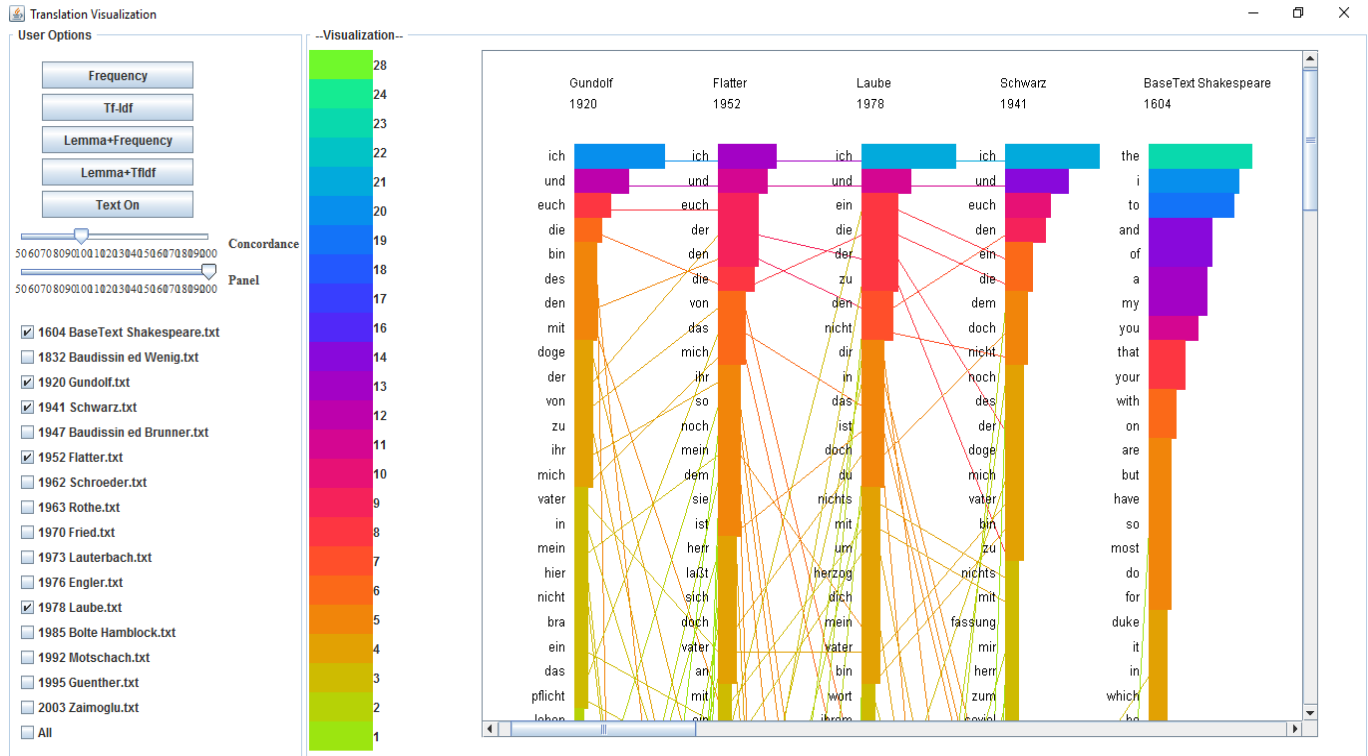 Translation Visualization
User Options
Frequency
Tf-Idf
Lemma+Frequency
Lemma+TfIdf
Text On
Concordance
Panel
1604 BaseText Shakespeare.txt
1832 Baudissin ed Wenig.txt
1920 Gundolf.txt
1941 Schwarz.txt
1947 Baudissin ed Brunner.txt
1952 Flatter.txt
1962 Schroeder.txt
1963 Rothe.txt
1970 Fried.txt
1973 Lauterbach.txt
1976 Engler.txt
1978 Laube.txt
1985 Bolte Hamblock.txt
1992 Motschach.txt
1995 Guenther.txt
2003 Zaimoglu.txt
All
--Visualization--
28
24
23
22
21
20
19
18
17
16
14
13
12
11
10
9
8
7
6
5
4
3
2
1
Gundolf Flatter Laube Schwarz BaseText Shakespeare
1920 1952 1978 1941 1604
ich ich ich ich the
und und und und i
euch euch ein euch to
die der die den and
bin den der ein of
des die zu die a
den von den dem my
mit das nicht doch you
doge mich dir nicht that
der ihr in noch your
von so das des with
zu noch ist der on
ihr mein doch doge are
mich dem du mich but
vater sie nichts vater have
in ist mit bin so
mein herr um zu most
hier laßt herzog nichts do
nicht sich dich mit for
bra doch mein fassung duke
ein vater vater mir it
das an bin herr in
pflicht mit wort zum which
leben ein ihrem soviel be